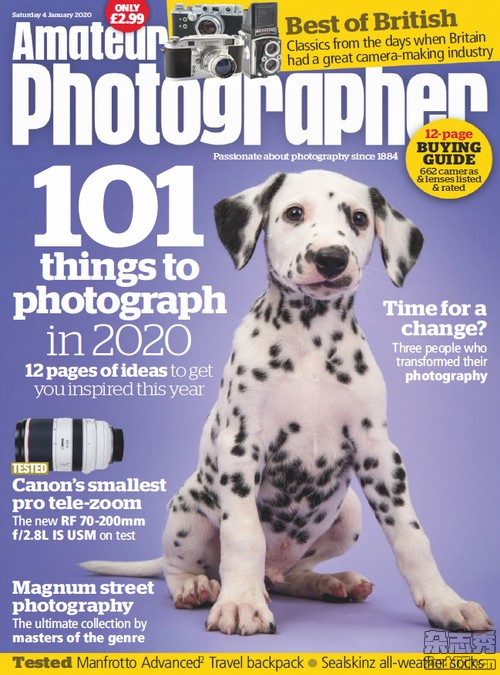 Saturday 4 January 2020
ONLY
£2.99
Amateur
Photographer
Best of British
Classics from the days when Britain
had a great camera-making industry
Passionate about photography since 1884
12-page
BUYING
GUIDE
662 cameras
& lenses listed
& rated
101
things to
photograph
in 2020
12 pages of ideas to get
you inspired this year
Time for a
change?
Three people who
transformed their
photography
TESTED
Canon's smallest
pro tele-zoom
The new RF 70-200mm
f/2.8L IS USM on test
Magnum street
photography
The ultimate collection by
masters of the genre
杂志秀
Tested Manfrotto Advanced² Travel backpack ● Sealskinz all-weather socks